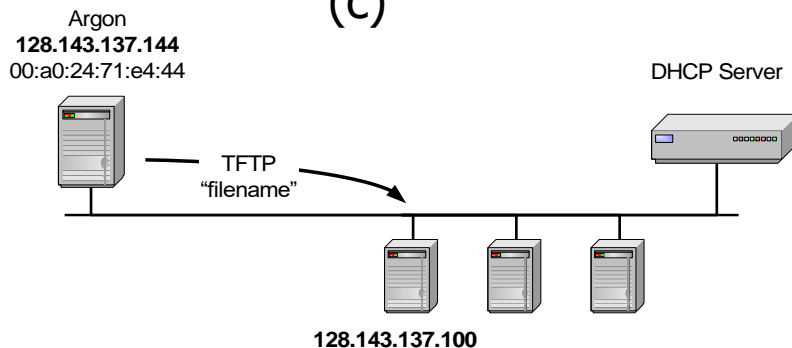 (c)
Argon
128.143.137.144
00:a0:24:71:e4:44
DHCP Server
TFTP
“filename”
128.143.137.100